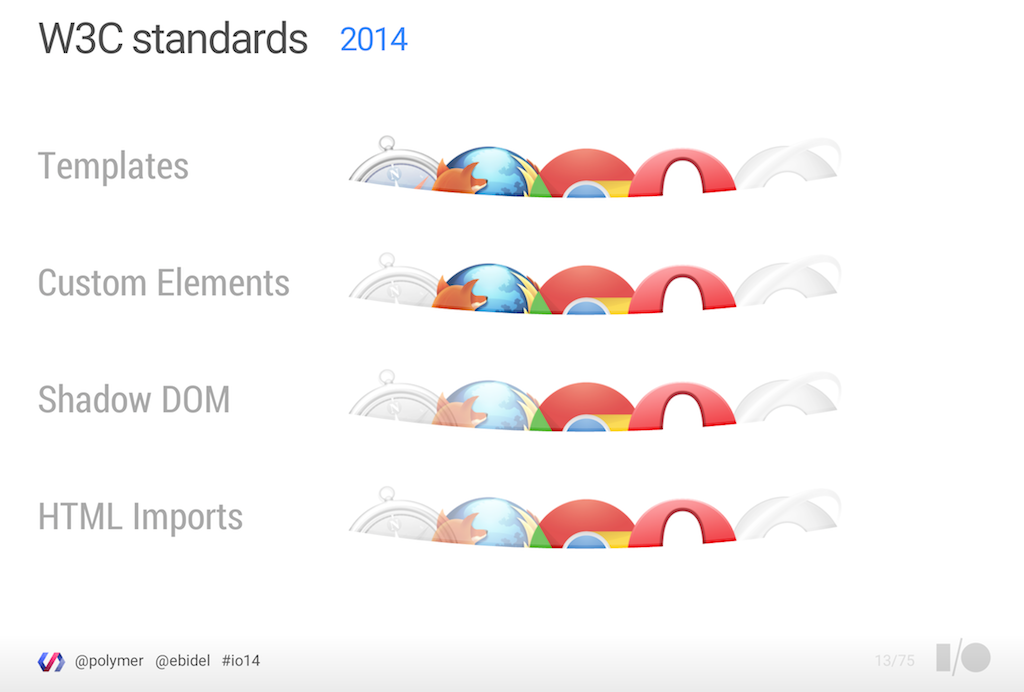 W3C standards 2014
Templates
Custom Elements
Shadow DOM
HTML Imports
@polymer @ebidel #io14 13/75 I/O